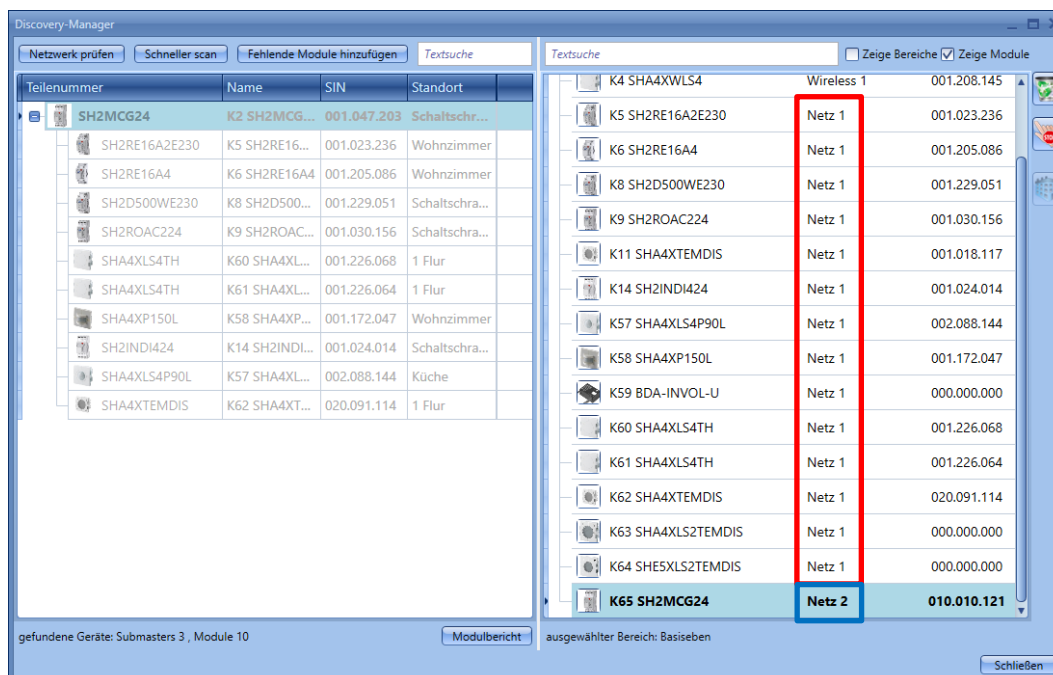 Discovery-Manager
Netzwerk prüfen Schneller scan Fehlende Module hinzufügen Textsuche
Teilenummer Name SIN Standort
SH2MCG24 K2 SH2MCG... 001.047.203 Schaltschr...
SH2RE16A2E230 K5 SH2RE16... 001.023.236 Wohnzimmer
SH2RE16A4 K6 SH2RE16A4 001.205.086 Wohnzimmer
SH2D500WE230 K8 SH2D500... 001.229.051 Schaltschra...
SH2ROAC224 K9 SH2ROAC... 001.030.156 Schaltschra...
SHA4XLS4TH K60 SHA4XL... 001.226.068 1 Flur
SHA4XLS4TH K61 SHA4XL... 001.226.064 1 Flur
SHA4XP150L K58 SHA4XP... 001.172.047 Wohnzimmer
SH2INDI424 K14 SH2INDI... 001.024.014 Schaltschra...
SHA4XLS4P90L K57 SHA4XL... 002.088.144 Küche
SHA4XTEMDIS K62 SHA4XT... 020.091.114 1 Flur
gefundene Geräte: Submasters 3 , Module 10 Modulbericht
Textsuche Zeige Bereiche Zeige Module
K4 SHA4XWLS4 Wireless 1 001.208.145
K5 SH2RE16A2E230 Netz 1 001.023.236
K6 SH2RE16A4 Netz 1 001.205.086
K8 SH2D500WE230 Netz 1 001.229.051
K9 SH2ROAC224 Netz 1 001.030.156
K11 SHA4XTEMDIS Netz 1 001.018.117
K14 SH2INDI424 Netz 1 001.024.014
K57 SHA4XLS4P90L Netz 1 002.088.144
K58 SHA4XP150L Netz 1 001.172.047
K59 BDA-INVOL-U Netz 1 000.000.000
K60 SHA4XLS4TH Netz 1 001.226.068
K61 SHA4XLS4TH Netz 1 001.226.064
K62 SHA4XTEMDIS Netz 1 020.091.114
K63 SHA4XLS2TEMDIS Netz 1 000.000.000
K64 SHE5XLS2TEMDIS Netz 1 000.000.000
K65 SH2MCG24 Netz 2 010.010.121
ausgewählter Bereich: Basiseben
Schließen